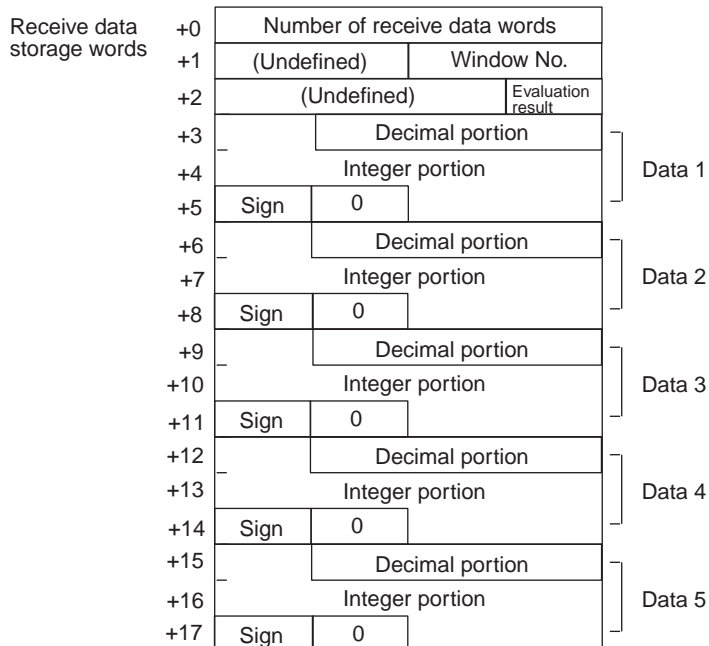 Receive data
storage words
+0 Number of receive data words
+1 (Undefined) Window No.
+2 (Undefined) Evaluation
result
+3 Decimal portion
+4 Integer portion Data 1
+5 Sign 0
+6 Decimal portion
+7 Integer portion Data 2
+8 Sign 0
+9 Decimal portion
+10 Integer portion Data 3
+11 Sign 0
+12 Decimal portion
+13 Integer portion Data 4
+14 Sign 0
+15 Decimal portion
+16 Integer portion Data 5
+17 Sign 0